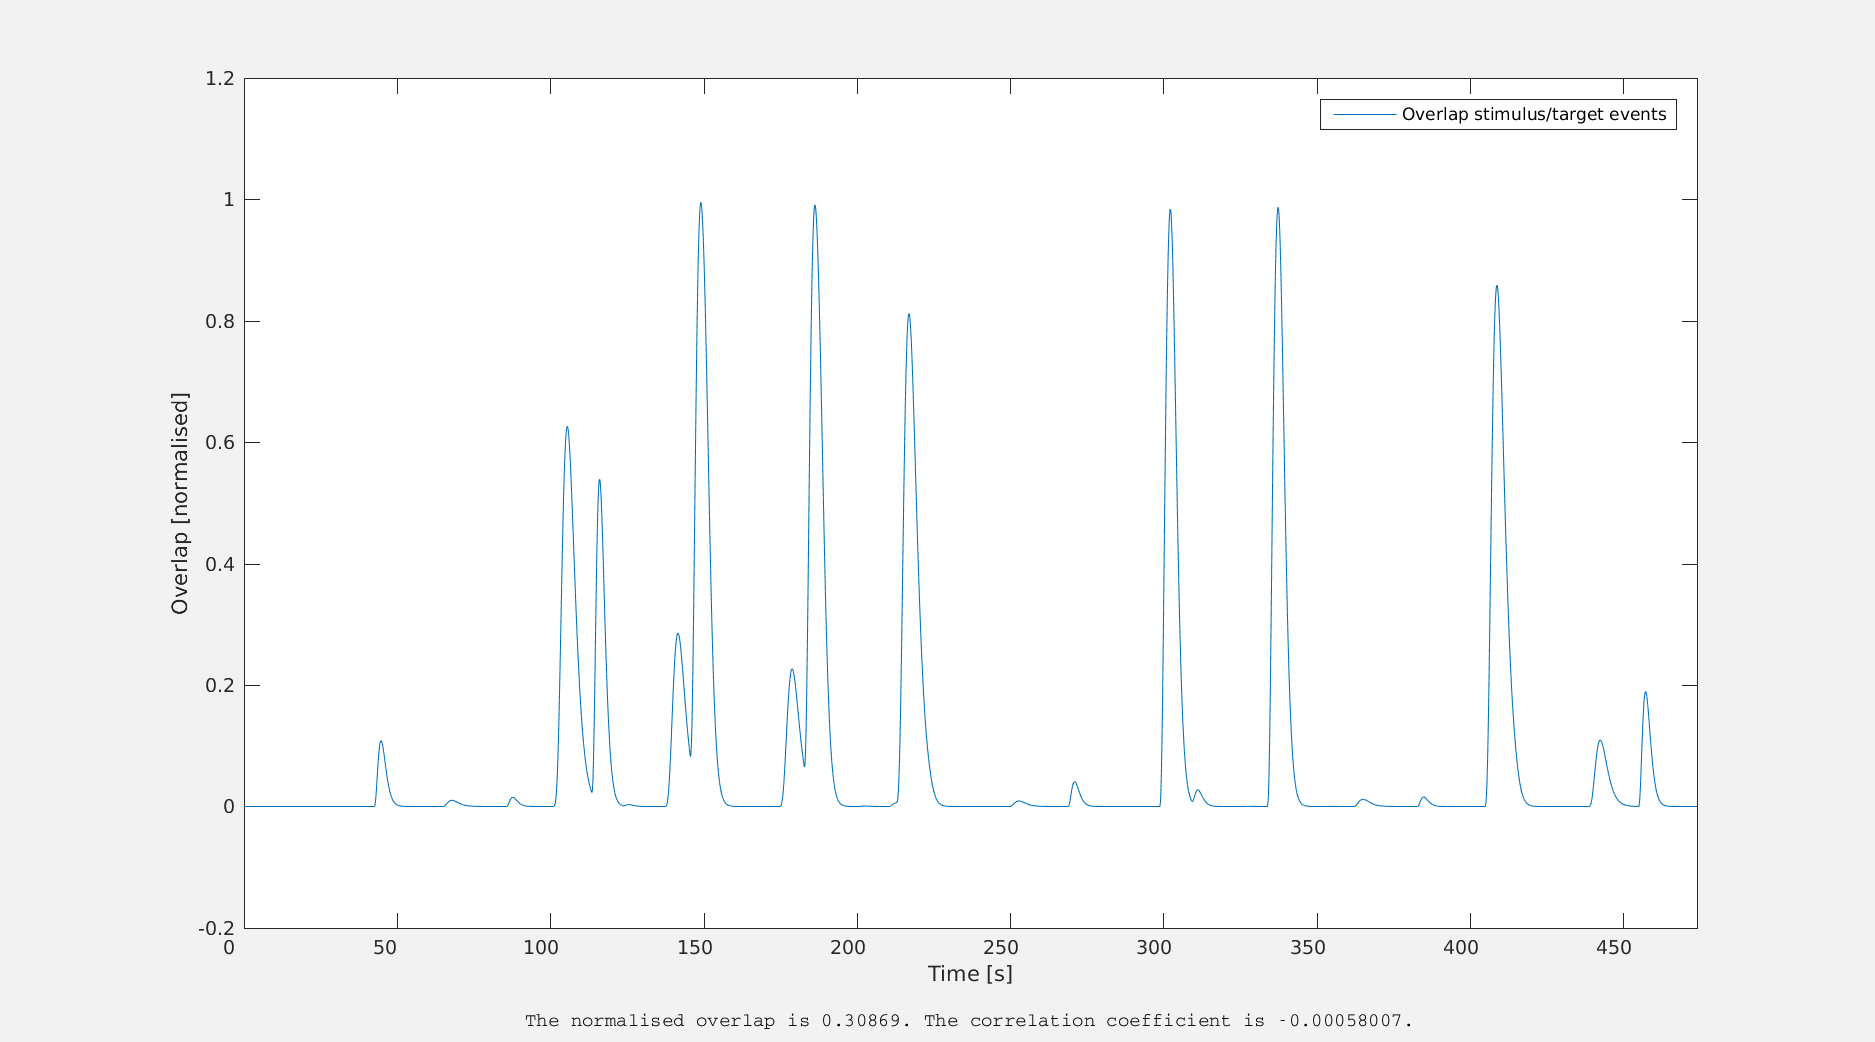 1.2
Overlap stimulus/target events
1
0.8
0.6
0.4
0.2
0
-0.2
Overlap [normalised]
0 50 100 150 200 250 300 350 400 450
Time [s]
The normalised overlap is 0.30869. The correlation coefficient is -0.00058007.